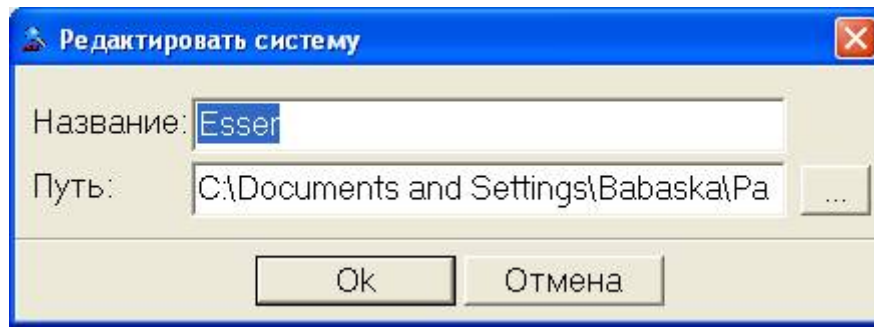 Редактировать систему
Название: Esser
Путь: C:\Documents and Settings\Babaska\Pa ...
Ok Отмена